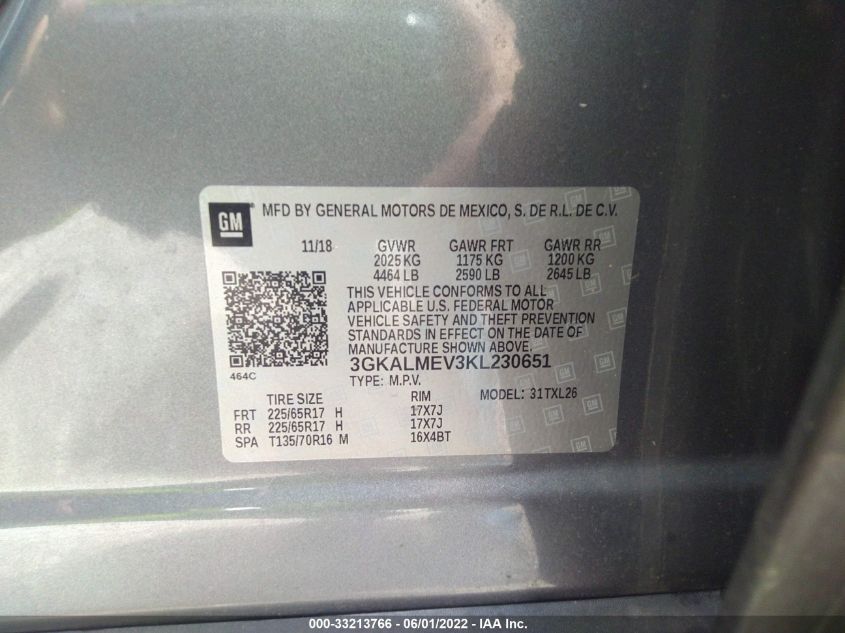 GM MFD BY GENERAL MOTORS DE MEXICO, S. DE R.L. DE C.V.
11/18 GVWR GAWR FRT GAWR RR
2025 KG 1175 KG 1200 KG
4464 LB 2590 LB 2645 LB
THIS VEHICLE CONFORMS TO ALL
APPLICABLE U.S. FEDERAL MOTOR
VEHICLE SAFETY AND THEFT PREVENTION
STANDARDS IN EFFECT ON THE DATE OF
MANUFACTURE SHOWN ABOVE.
464C 3GKALMEV3KL230651
TYPE: M.P.V. MODEL: 31TXL26
TIRE SIZE RIM
FRT 225/65R17 H 17X7J
RR 225/65R17 H 17X7J
SPA T135/70R16 M 16X4BT
000-33213766 - 06/01/2022 - IAA Inc.